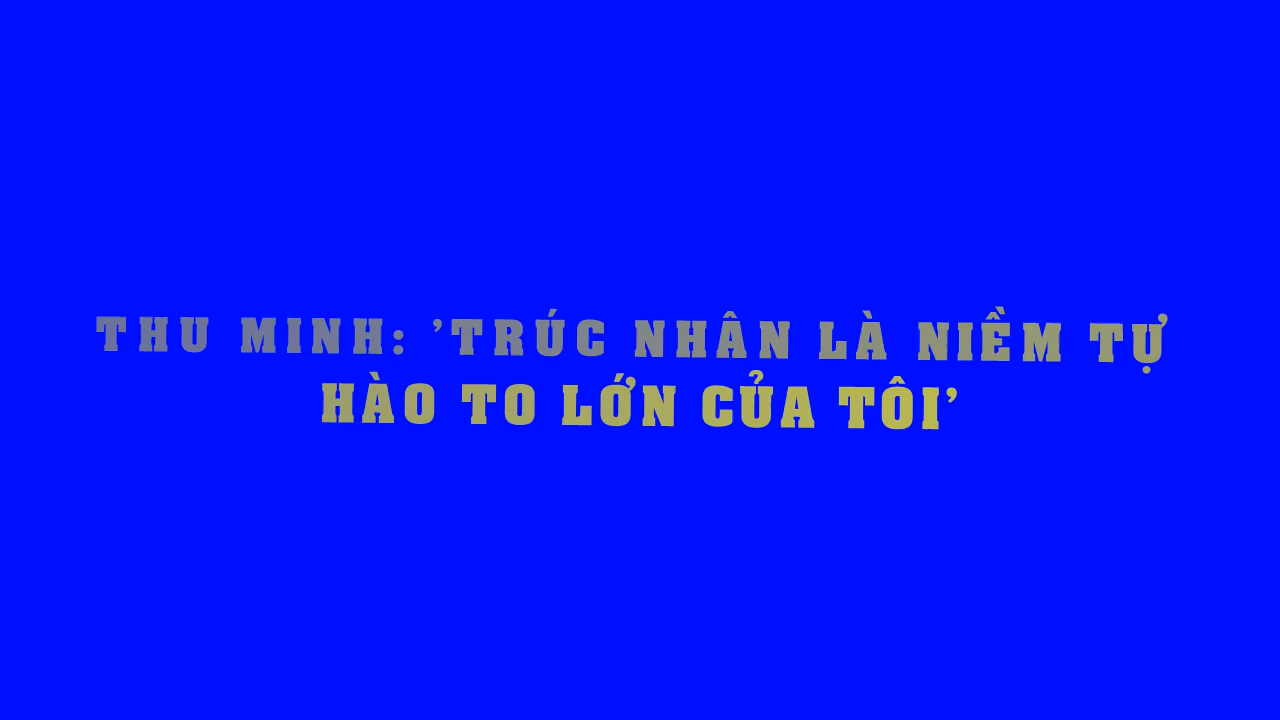 THU MINH: 'TRÚC NHÂN LÀ NIỀM TỰ
HÀO TO LỚN CỦA TÔI'